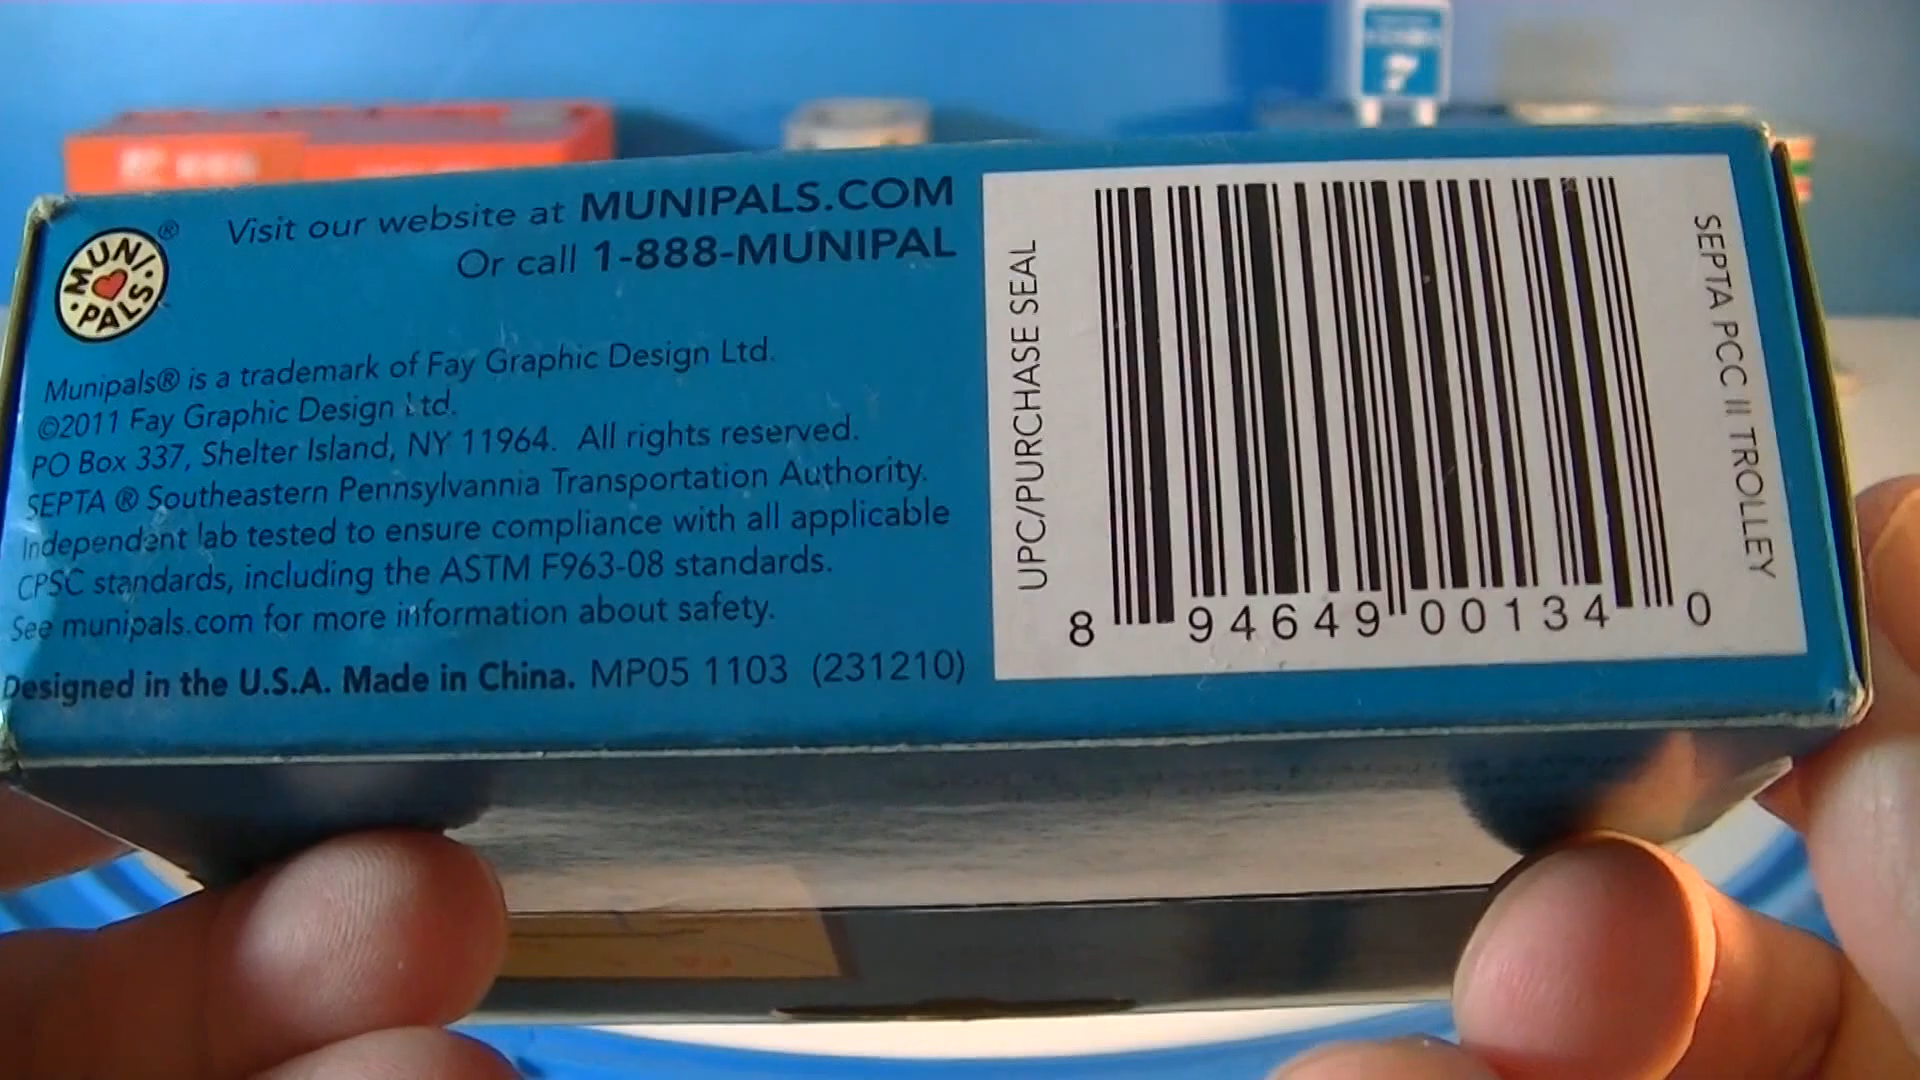 MUNI PALS ®
Visit our website at MUNIPALS.COM
Or call 1-888-MUNIPAL
Munipals® is a trademark of Fay Graphic Design Ltd.
©2011 Fay Graphic Design Ltd.
PO Box 337, Shelter Island, NY 11964. All rights reserved.
SEPTA ® Southeastern Pennsylvannia Transportation Authority.
Independent lab tested to ensure compliance with all applicable
CPSC standards, including the ASTM F963-08 standards.
See munipals.com for more information about safety.
Designed in the U.S.A. Made in China. MP05 1103 (231210)
UPC/PURCHASE SEAL
8 94649 00134 0
SEPTA PCC II TROLLEY
7